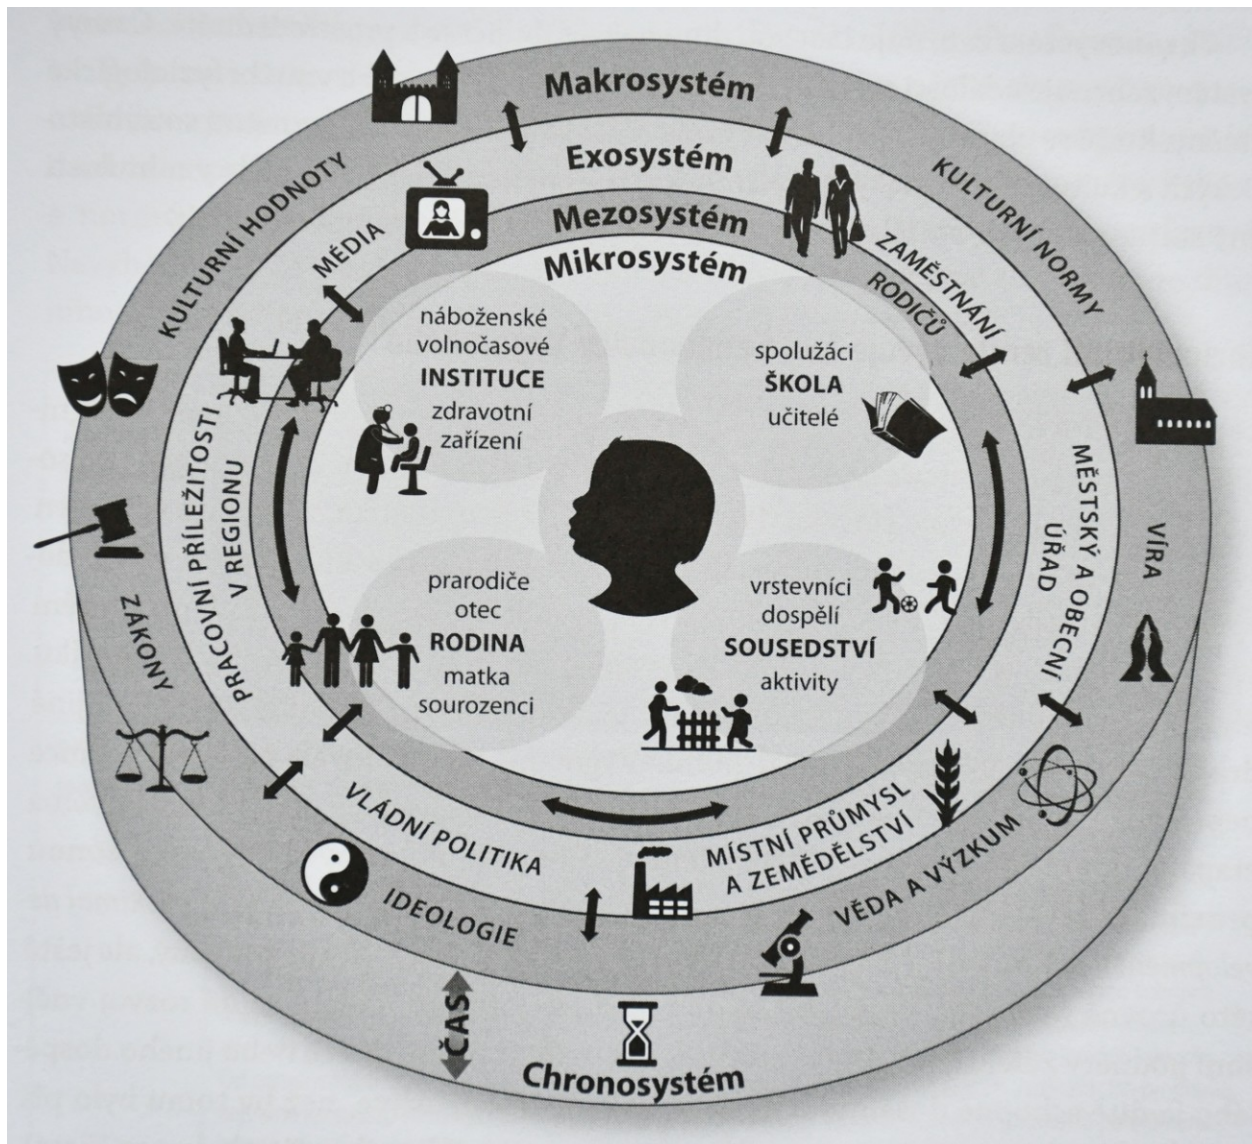 Makrosystém
Exosystém
Mezosystém
Mikrosystém
KULTURNÍ HODNOTY
KULTURNÍ NORMY
MÉDIA
ZAMĚSTNÁNÍ
RODIČŮ
náboženské
volnočasové
INSTITUCE
zdravotní
zařízení
spolužáci
ŠKOLA
učitelé
PRACOVNÍ PŘÍLEŽITOSTI
V REGIONU
MĚSTSKÝ A OBECNÍ
ÚŘAD
VÍRA
ZÁKONY
prarodiče
otec
RODINA
matka
sourozenci
vrstevníci
dospělí
SOUSEDSTVÍ
aktivity
VLÁDNÍ POLITIKA
MÍSTNÍ PRŮMYSL
A ZEMĚDĚLSTVÍ
IDEOLOGIE
VĚDA A VÝZKUM
ČAS
Chronosystém